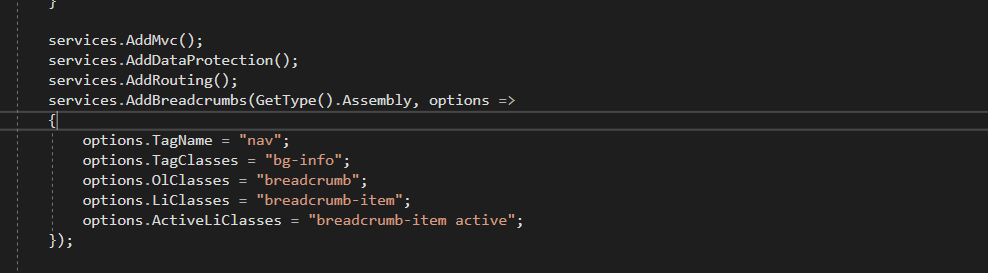 }
services.AddMvc();
services.AddDataProtection();
services.AddRouting();
services.AddBreadcrumbs(GetType().Assembly, options =>
{
options.TagName = "nav";
options.TagClasses = "bg-info";
options.OlClasses = "breadcrumb";
options.LiClasses = "breadcrumb-item";
options.ActiveLiClasses = "breadcrumb-item active";
});